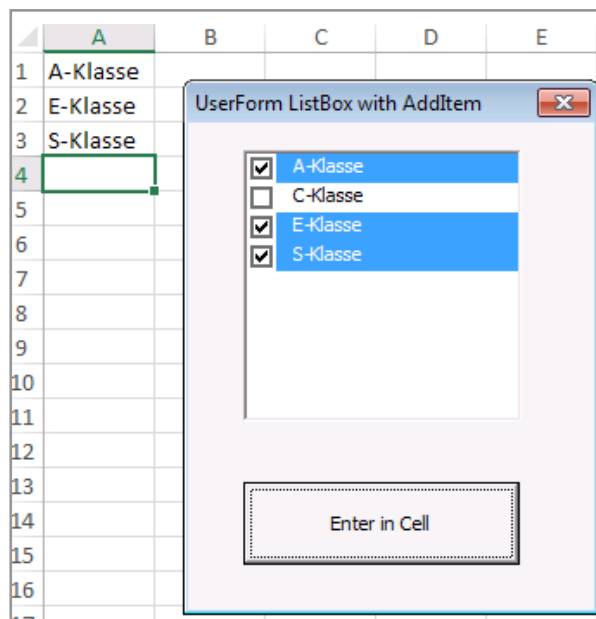 A B C D E
1 A-Klasse
2 E-Klasse
3 S-Klasse
4
5
6
7
8
9
10
11
12
13
14
15
16
UserForm ListBox with AddItem
A-Klasse
C-Klasse
E-Klasse
S-Klasse
Enter in Cell